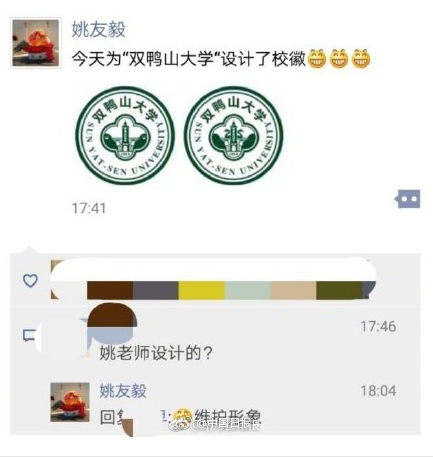 姚友毅
今天为“双鸭山大学“设计了校徽😁😁😁
双鸭山大学
SUN YAT-SEN UNIVERSITY
双鸭山大学
SUN YAT-SEN UNIVERSITY
17:41
17:46
姚老师设计的?
姚友毅
18:04
回复 :😁维护形象